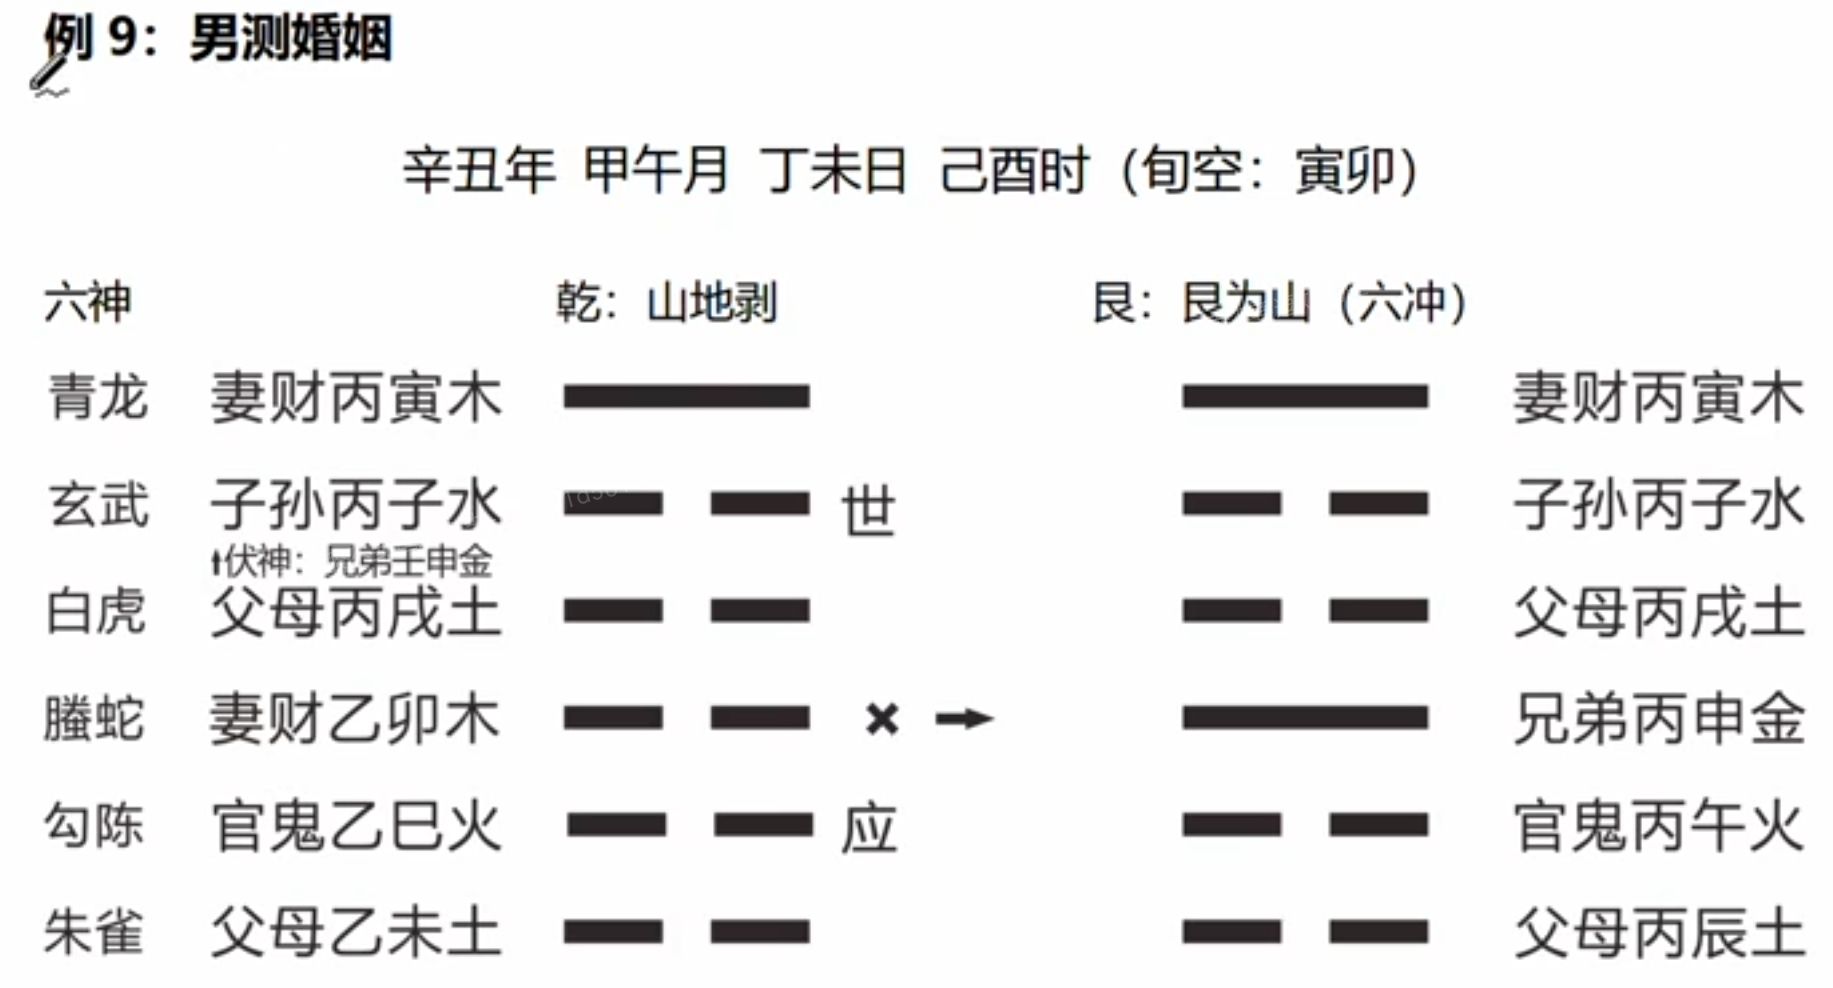 例 9：男测婚姻
辛丑年 甲午月 丁未日 己酉时（旬空：寅卯）
六神 乾：山地剥 艮：艮为山（六冲）
青龙 妻财丙寅木 妻财丙寅木
玄武 子孙丙子水 世 子孙丙子水
伏神：兄弟壬申金
白虎 父母丙戌土 父母丙戌土
螣蛇 妻财乙卯木 × → 兄弟丙申金
勾陈 官鬼乙巳火 应 官鬼丙午火
朱雀 父母乙未土 父母丙辰土